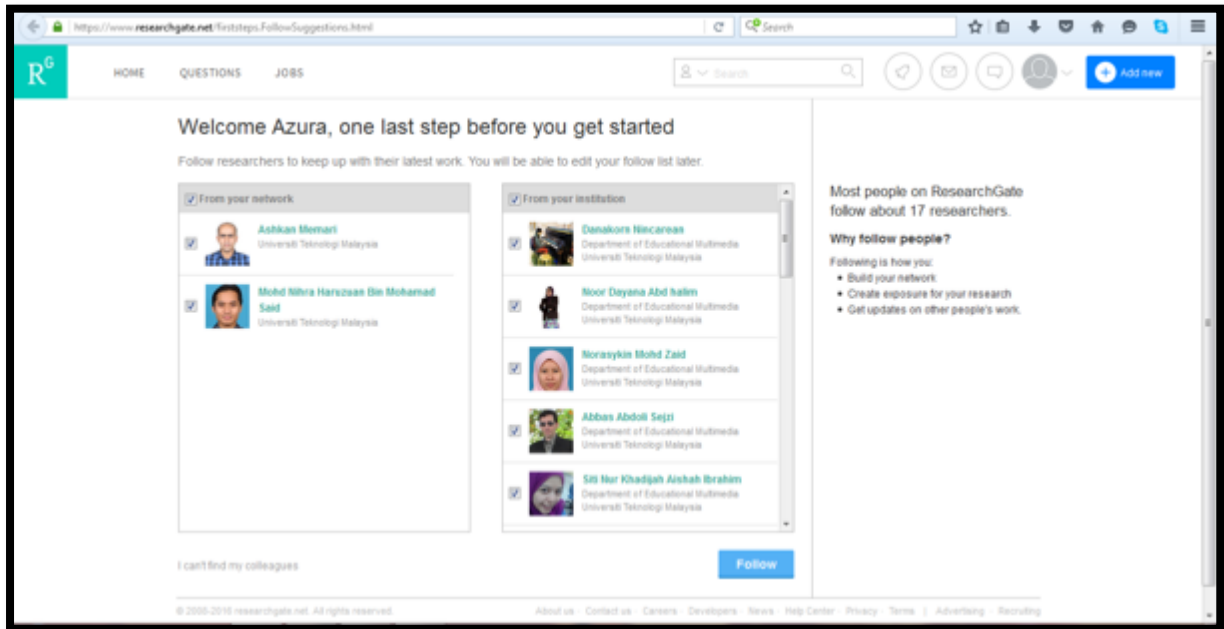 https://www.researchgate.net/firststeps.FollowSuggestions.html
Search
RG
HOME QUESTIONS JOBS
Search
Add new
Welcome Azura, one last step before you get started
Follow researchers to keep up with their latest work. You will be able to edit your follow list later.
From your network
Ashkan Memari
Universiti Teknologi Malaysia
Mohd Nihra Haruzuan Bin Mohamad
Said
Universiti Teknologi Malaysia
From your institution
Danakorn Nincarean
Department of Educational Multimedia
Universiti Teknologi Malaysia
Noor Dayana Abd halim
Department of Educational Multimedia
Universiti Teknologi Malaysia
Norasykin Mohd Zaid
Department of Educational Multimedia
Universiti Teknologi Malaysia
Abbas Abdoli Sejzi
Department of Educational Multimedia
Universiti Teknologi Malaysia
Siti Nur Khadijah Aishah Ibrahim
Department of Educational Multimedia
Universiti Teknologi Malaysia
Most people on ResearchGate
follow about 17 researchers.
Why follow people?
Following is how you:
• Build your network
• Create exposure for your research
• Get updates on other people's work.
I can't find my colleagues
Follow
© 2008-2016 researchgate.net. All rights reserved.
About us · Contact us · Careers · Developers · News · Help Center · Privacy · Terms | Advertising · Recruiting